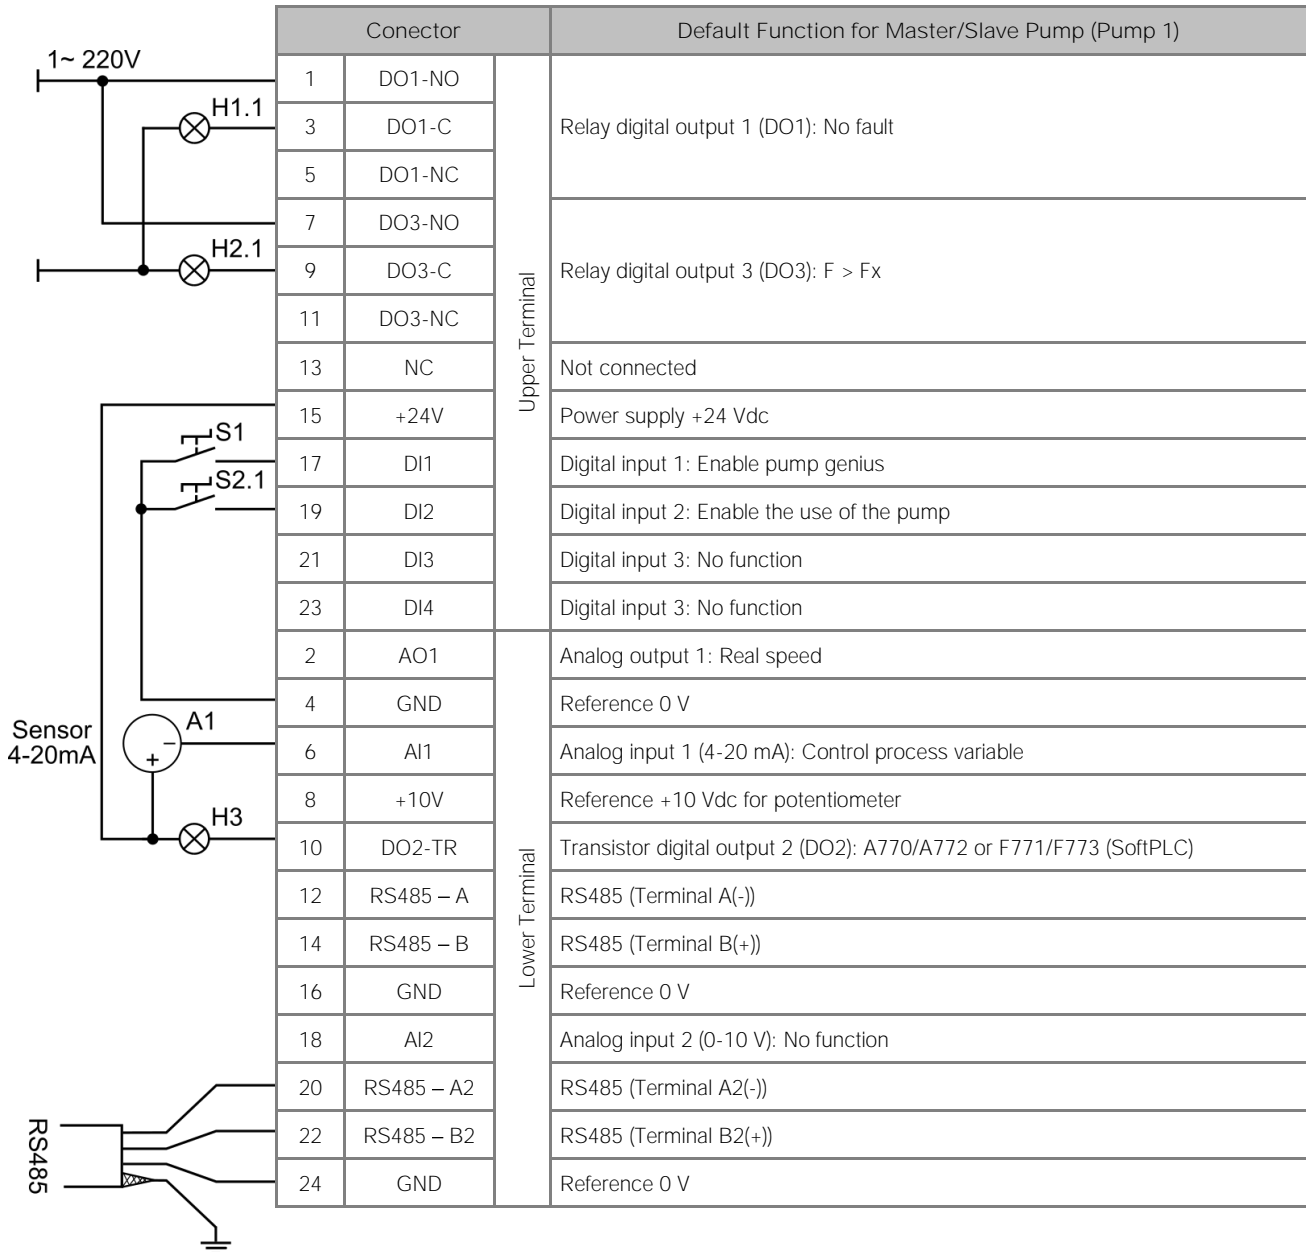 Conector Default Function for Master/Slave Pump (Pump 1)
1~ 220V
1 DO1-NO
H1.1
3 DO1-C Relay digital output 1 (DO1): No fault
5 DO1-NC
7 DO3-NO
H2.1
9 DO3-C Relay digital output 3 (DO3): F > Fx
11 DO3-NC
Upper Terminal
13 NC Not connected
15 +24V Power supply +24 Vdc
S1
17 DI1 Digital input 1: Enable pump genius
S2.1
19 DI2 Digital input 2: Enable the use of the pump
21 DI3 Digital input 3: No function
23 DI4 Digital input 3: No function
2 AO1 Analog output 1: Real speed
4 GND Reference 0 V
A1
Sensor
4-20mA
+
−
6 AI1 Analog input 1 (4-20 mA): Control process variable
8 +10V Reference +10 Vdc for potentiometer
H3
10 DO2-TR Transistor digital output 2 (DO2): A770/A772 or F771/F773 (SoftPLC)
Lower Terminal
12 RS485 – A RS485 (Terminal A(-))
14 RS485 – B RS485 (Terminal B(+))
16 GND Reference 0 V
18 AI2 Analog input 2 (0-10 V): No function
20 RS485 – A2 RS485 (Terminal A2(-))
RS485
22 RS485 – B2 RS485 (Terminal B2(+))
24 GND Reference 0 V